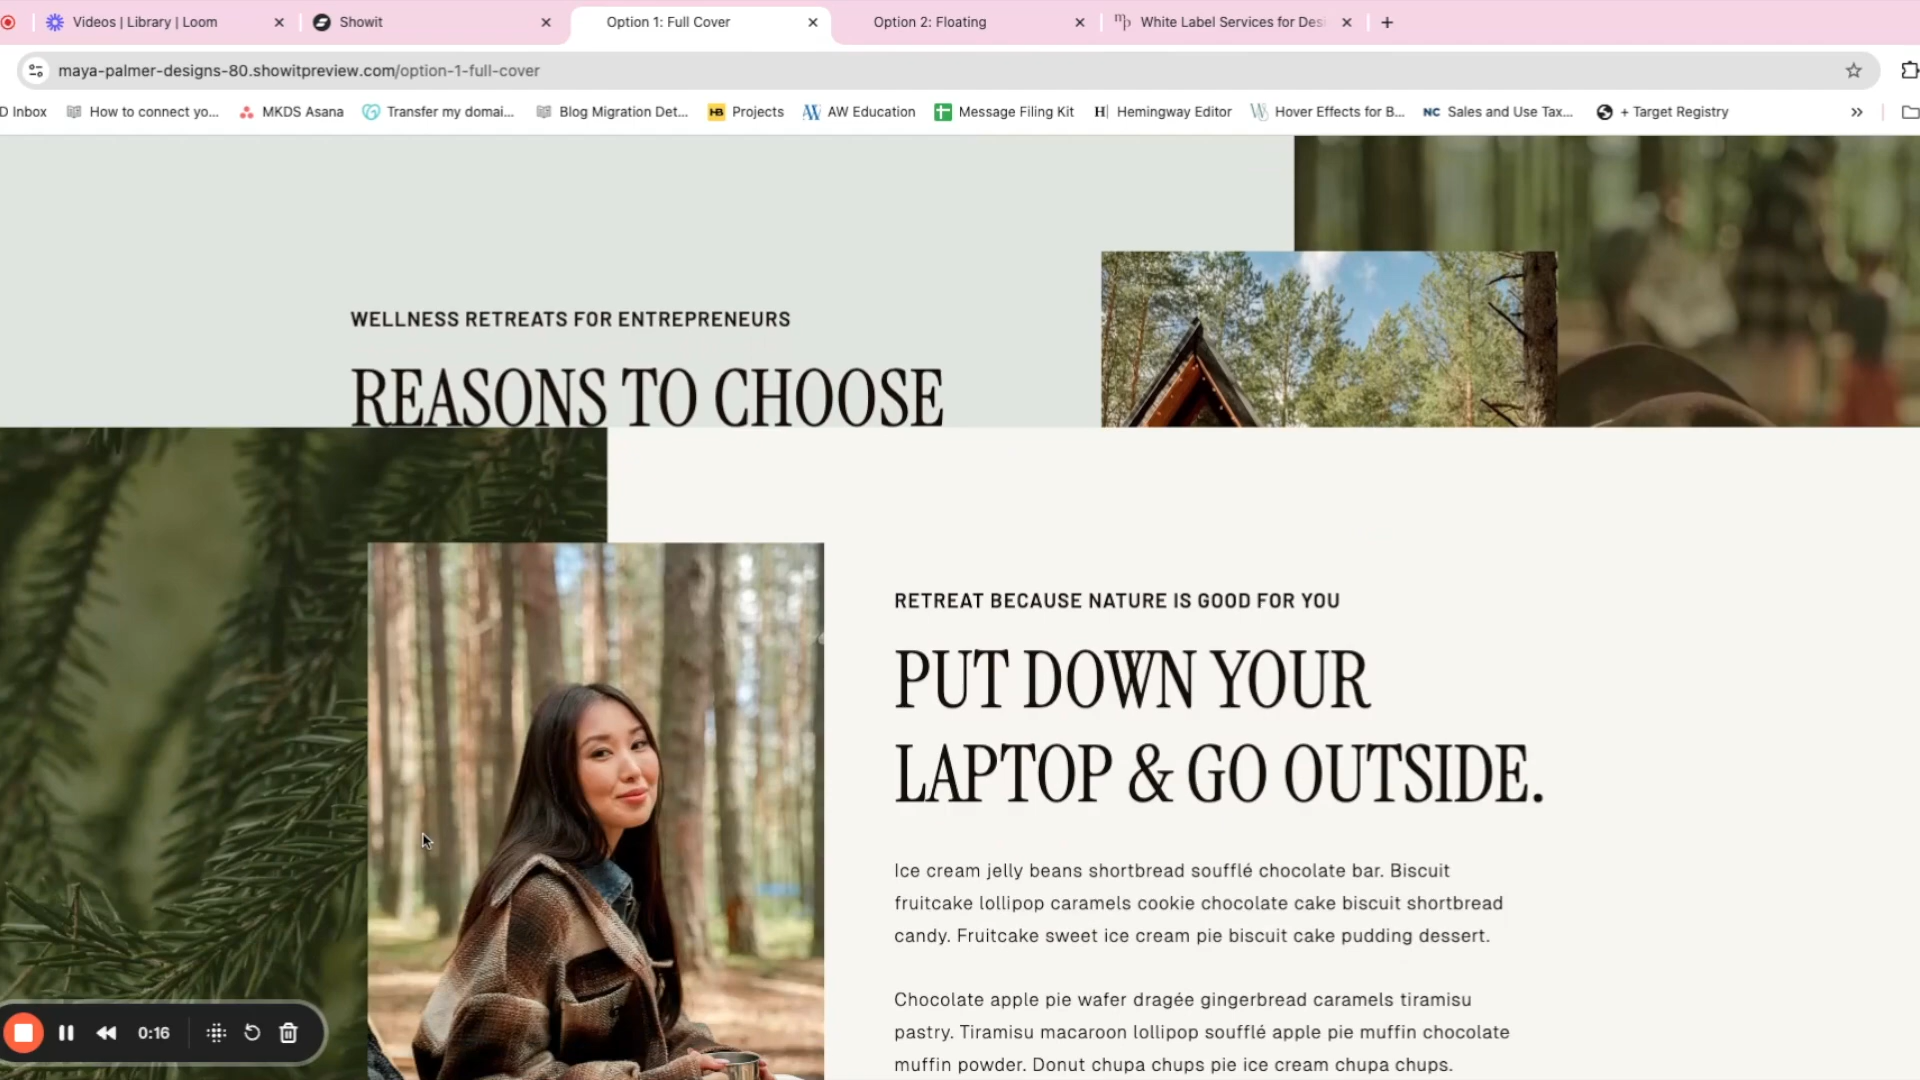 Videos | Library | Loom
Showit
Option 1: Full Cover
Option 2: Floating
mp White Label Services for Desi
maya-palmer-designs-80.showitpreview.com/option-1-full-cover
D Inbox
How to connect yo...
MKDS Asana
Transfer my domai...
Blog Migration Det...
HB Projects
AW Education
Message Filing Kit
H| Hemingway Editor
Hover Effects for B...
NC Sales and Use Tax...
+ Target Registry
WELLNESS RETREATS FOR ENTREPRENEURS
REASONS TO CHOOSE
RETREAT BECAUSE NATURE IS GOOD FOR YOU
PUT DOWN YOUR
LAPTOP & GO OUTSIDE.
Ice cream jelly beans shortbread soufflé chocolate bar. Biscuit
fruitcake lollipop caramels cookie chocolate cake biscuit shortbread
candy. Fruitcake sweet ice cream pie biscuit cake pudding dessert.
Chocolate apple pie wafer dragée gingerbread caramels tiramisu
pastry. Tiramisu macaroon lollipop soufflé apple pie muffin chocolate
muffin powder. Donut chupa chups pie ice cream chupa chups.
0:16